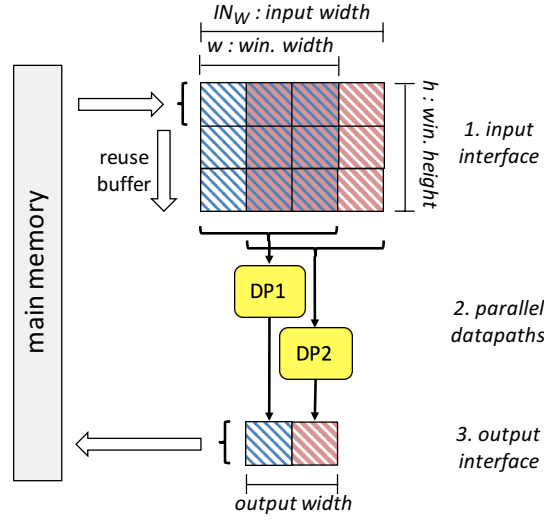 IN_W : input width
w : win. width
h : win. height
1. input
interface
reuse
buffer
main memory
DP1
DP2
2. parallel
datapaths
3. output
interface
output width